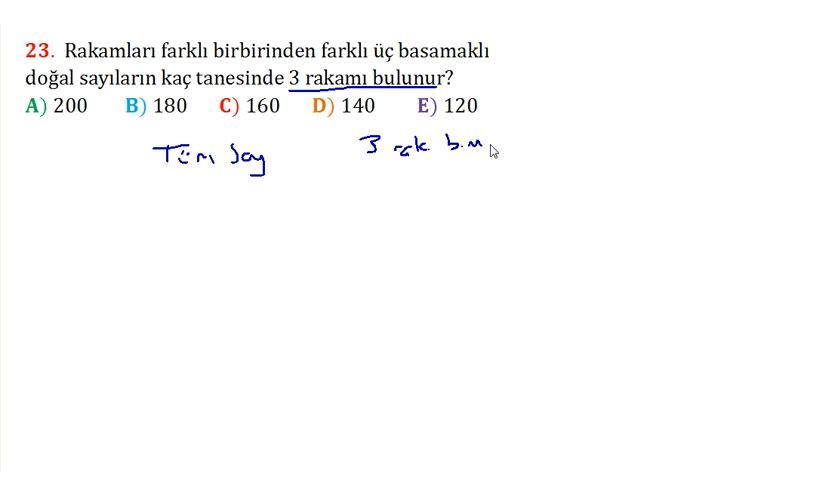 23. Rakamları farklı birbirinden farklı üç basamaklı
doğal sayıların kaç tanesinde 3 rakamı bulunur?
A) 200 B) 180 C) 160 D) 140 E) 120
Tüm Say 3 rak. b.m